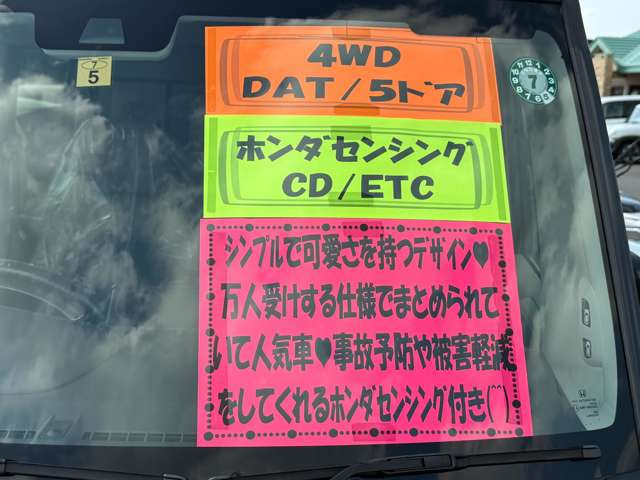 4WD
DAT/5ドア
ホンダセンシング
CD/ETC
シンプルで可愛さを持つデザイン♥
万人受けする仕様でまとめられて
いて人気車♥事故予防や被害軽減
をしてくれるホンダセンシング付き(^^)
7
5
7